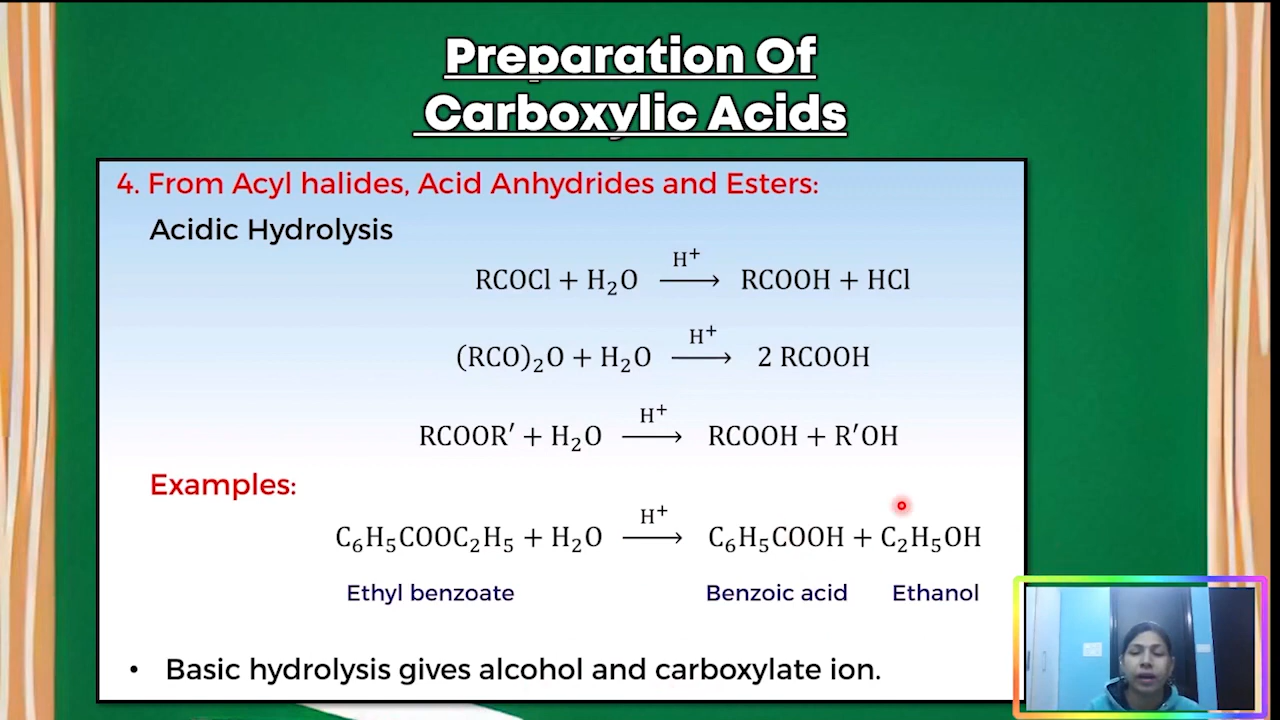 Preparation Of
Carboxylic Acids
4. From Acyl halides, Acid Anhydrides and Esters:
Acidic Hydrolysis
RCOCl + H₂O ⟶ RCOOH + HCl
H⁺
(RCO)₂O + H₂O ⟶ 2 RCOOH
H⁺
RCOOR′ + H₂O ⟶ RCOOH + R′OH
H⁺
Examples:
C₆H₅COOC₂H₅ + H₂O ⟶ C₆H₅COOH + C₂H₅OH
H⁺
Ethyl benzoate Benzoic acid Ethanol
• Basic hydrolysis gives alcohol and carboxylate ion.